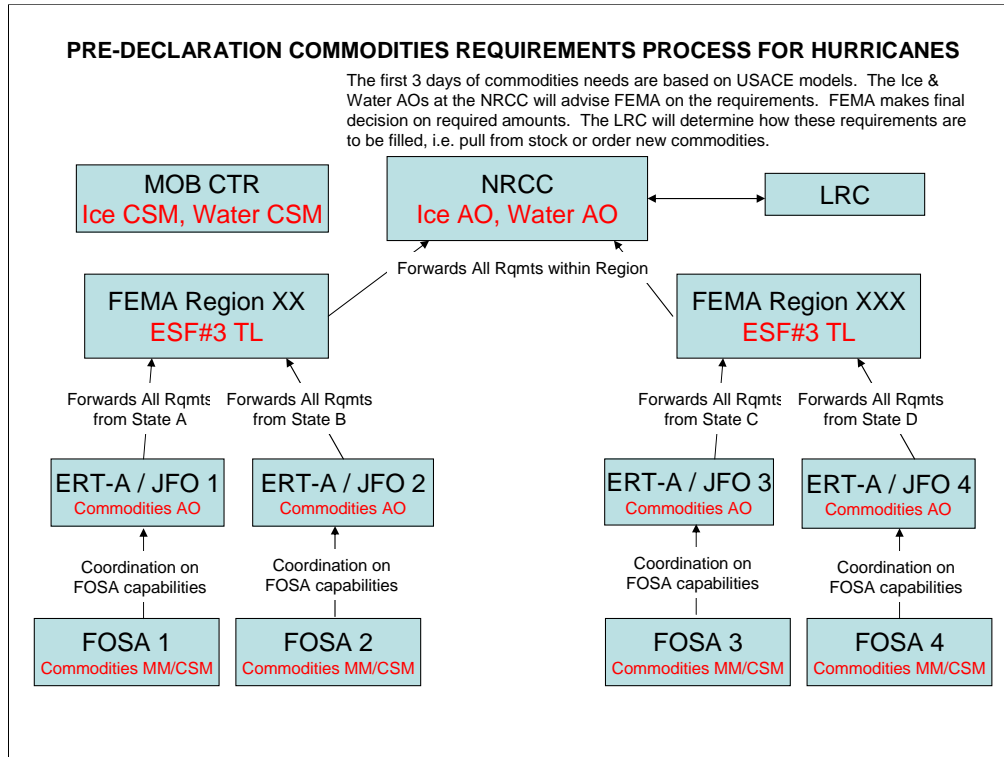 PRE-DECLARATION COMMODITIES REQUIREMENTS PROCESS FOR HURRICANES
The first 3 days of commodities needs are based on USACE models. The Ice &
Water AOs at the NRCC will advise FEMA on the requirements. FEMA makes final
decision on required amounts. The LRC will determine how these requirements are
to be filled, i.e. pull from stock or order new commodities.
MOB CTR
Ice CSM, Water CSM
NRCC
Ice AO, Water AO
LRC
Forwards All Rqmts within Region
FEMA Region XX
ESF#3 TL
FEMA Region XXX
ESF#3 TL
Forwards All Rqmts
from State A
Forwards All Rqmts
from State B
Forwards All Rqmts
from State C
Forwards All Rqmts
from State D
ERT-A / JFO 1
Commodities AO
ERT-A / JFO 2
Commodities AO
ERT-A / JFO 3
Commodities AO
ERT-A / JFO 4
Commodities AO
Coordination on
FOSA capabilities
Coordination on
FOSA capabilities
Coordination on
FOSA capabilities
Coordination on
FOSA capabilities
FOSA 1
Commodities MM/CSM
FOSA 2
Commodities MM/CSM
FOSA 3
Commodities MM/CSM
FOSA 4
Commodities MM/CSM